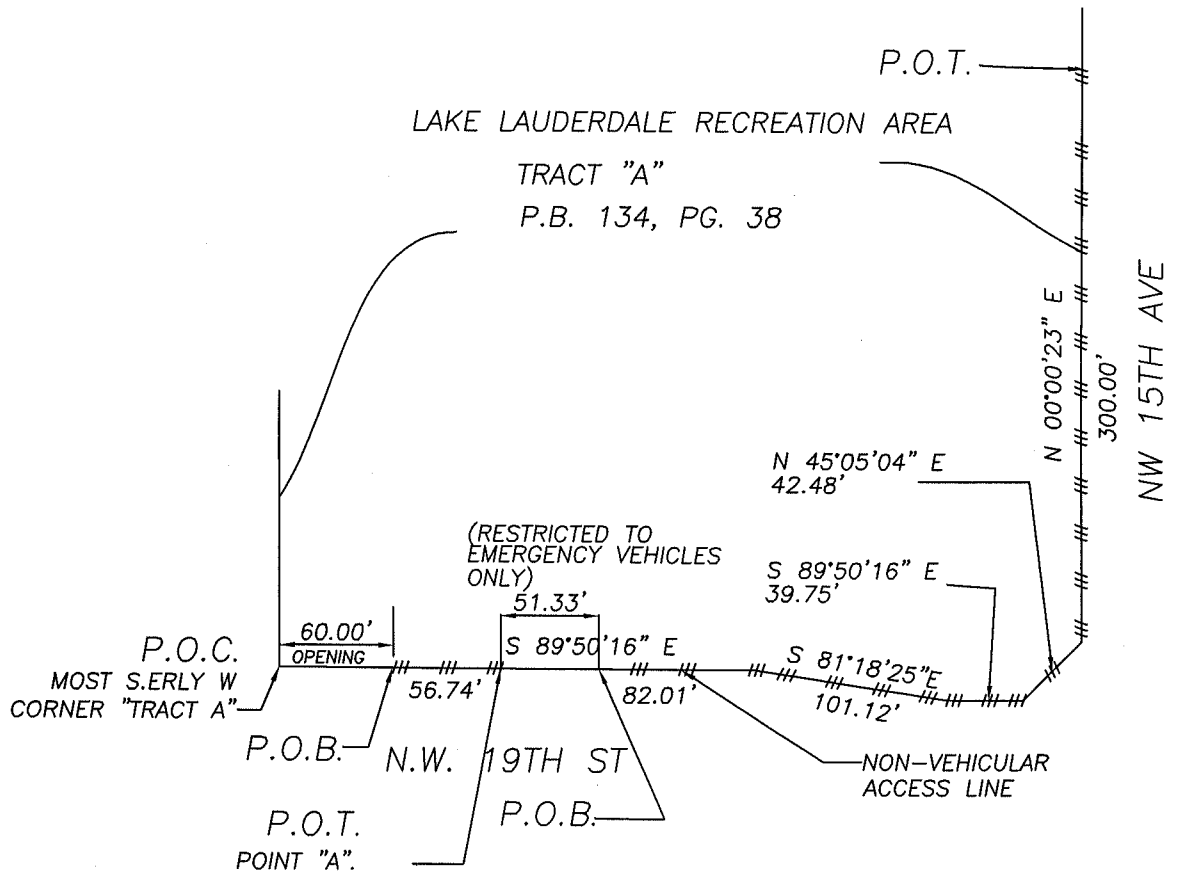 P.O.T.
LAKE LAUDERDALE RECREATION AREA
TRACT "A"
P.B. 134, PG. 38
N 00°00'23" E
300.00'
NW 15TH AVE
N 45°05'04" E
42.48'
(RESTRICTED TO
EMERGENCY VEHICLES
ONLY)
51.33'
S 89°50'16" E
39.75'
60.00'
OPENING
S 89°50'16" E
S 81°18'25"E
101.12'
P.O.C.
MOST S.ERLY W
CORNER "TRACT A"
56.74'
82.01'
P.O.B.
N.W. 19TH ST
NON-VEHICULAR
ACCESS LINE
P.O.B.
P.O.T.
POINT "A".